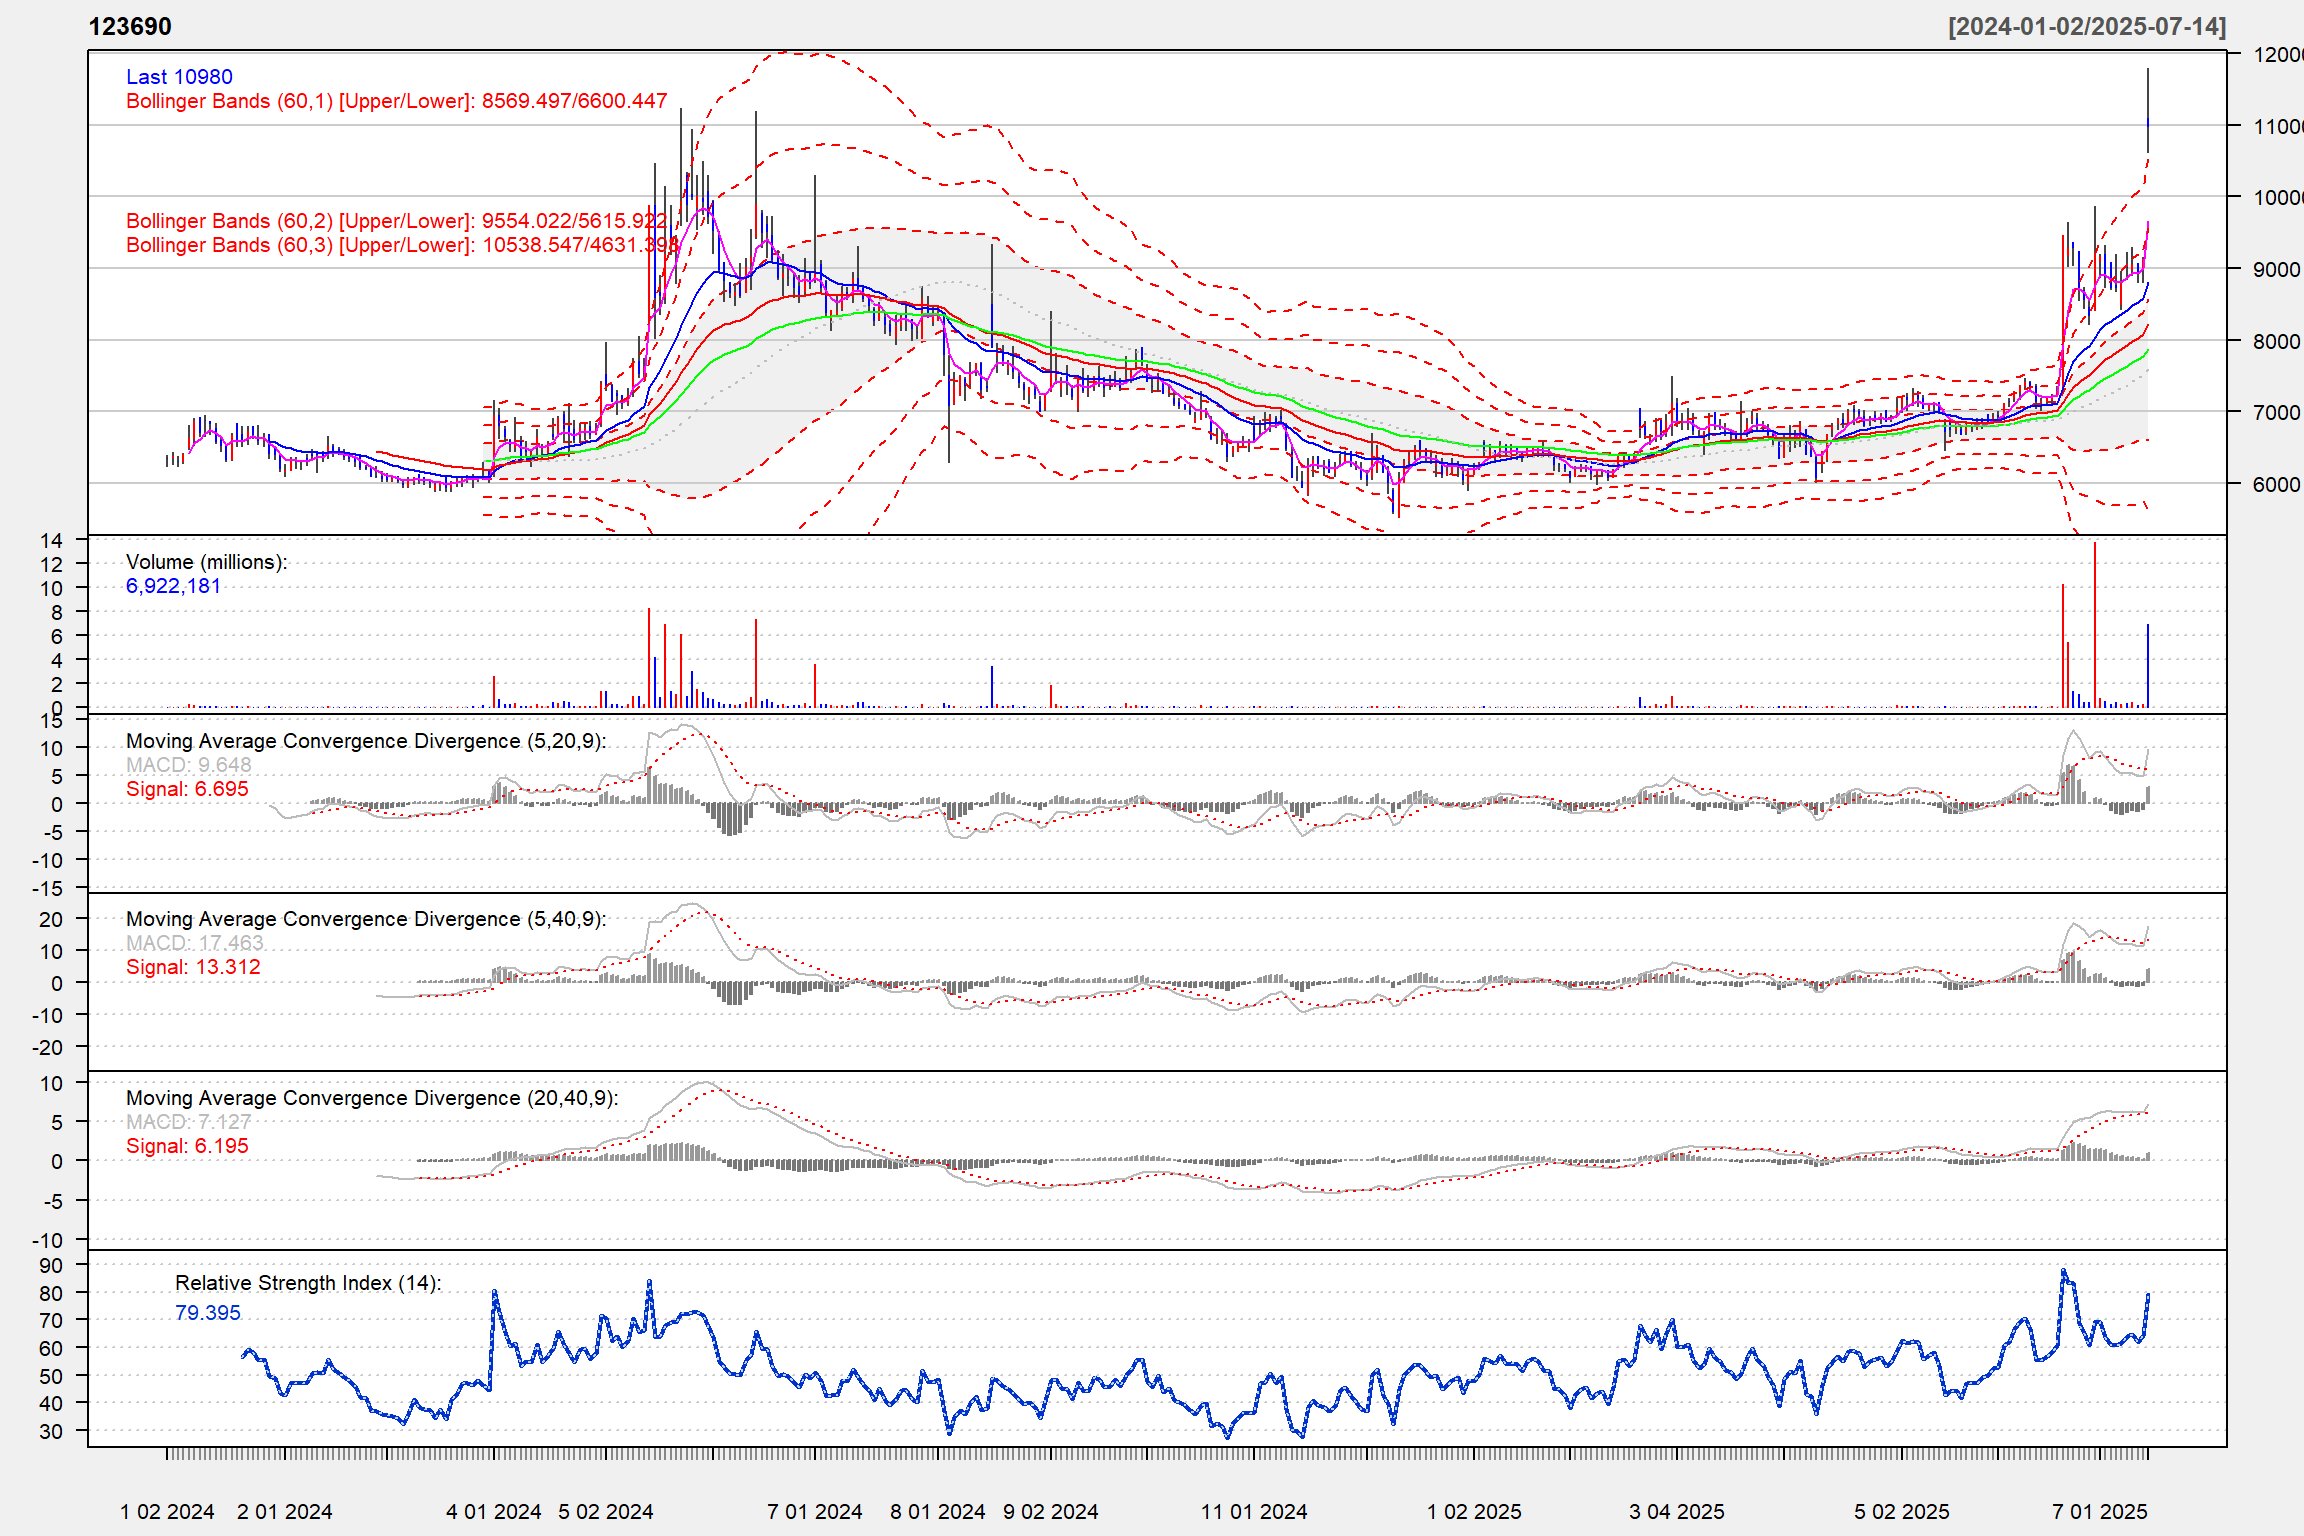 123690 [2024-01-02/2025-07-14]
Last 10980
Bollinger Bands (60,1) [Upper/Lower]: 8569.497/6600.447
Bollinger Bands (60,2) [Upper/Lower]: 9554.022/5615.922
Bollinger Bands (60,3) [Upper/Lower]: 10538.547/4631.398
12000
11000
10000
9000
8000
7000
6000
Volume (millions):
6,922,181
14
12
10
8
6
4
2
0
Moving Average Convergence Divergence (5,20,9):
MACD: 9.648
Signal: 6.695
15
10
5
0
-5
-10
-15
Moving Average Convergence Divergence (5,40,9):
MACD: 17.463
Signal: 13.312
20
10
0
-10
-20
Moving Average Convergence Divergence (20,40,9):
MACD: 7.127
Signal: 6.195
10
5
0
-5
-10
Relative Strength Index (14):
79.395
90
80
70
60
50
40
30
1 02 2024 2 01 2024 4 01 2024 5 02 2024 7 01 2024 8 01 2024 9 02 2024 11 01 2024 1 02 2025 3 04 2025 5 02 2025 7 01 2025